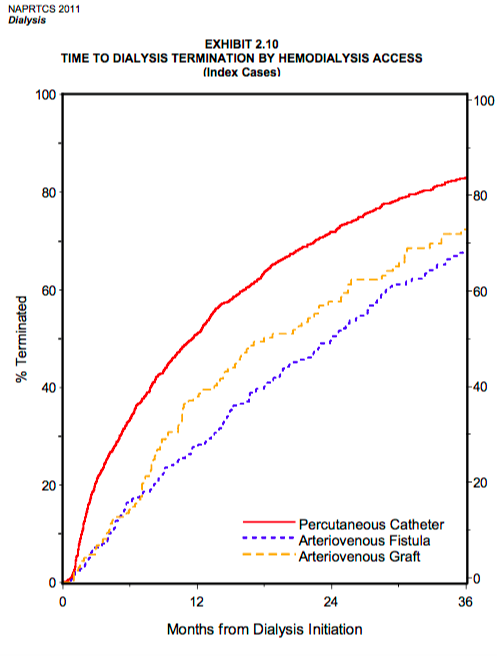 NAPRTCS 2011
Dialysis
EXHIBIT 2.10
TIME TO DIALYSIS TERMINATION BY HEMODIALYSIS ACCESS
(Index Cases)
100
100
80
80
60
60
40
40
20
20
0
0
% Terminated
Percutaneous Catheter
Arteriovenous Fistula
Arteriovenous Graft
0
12
24
36
Months from Dialysis Initiation